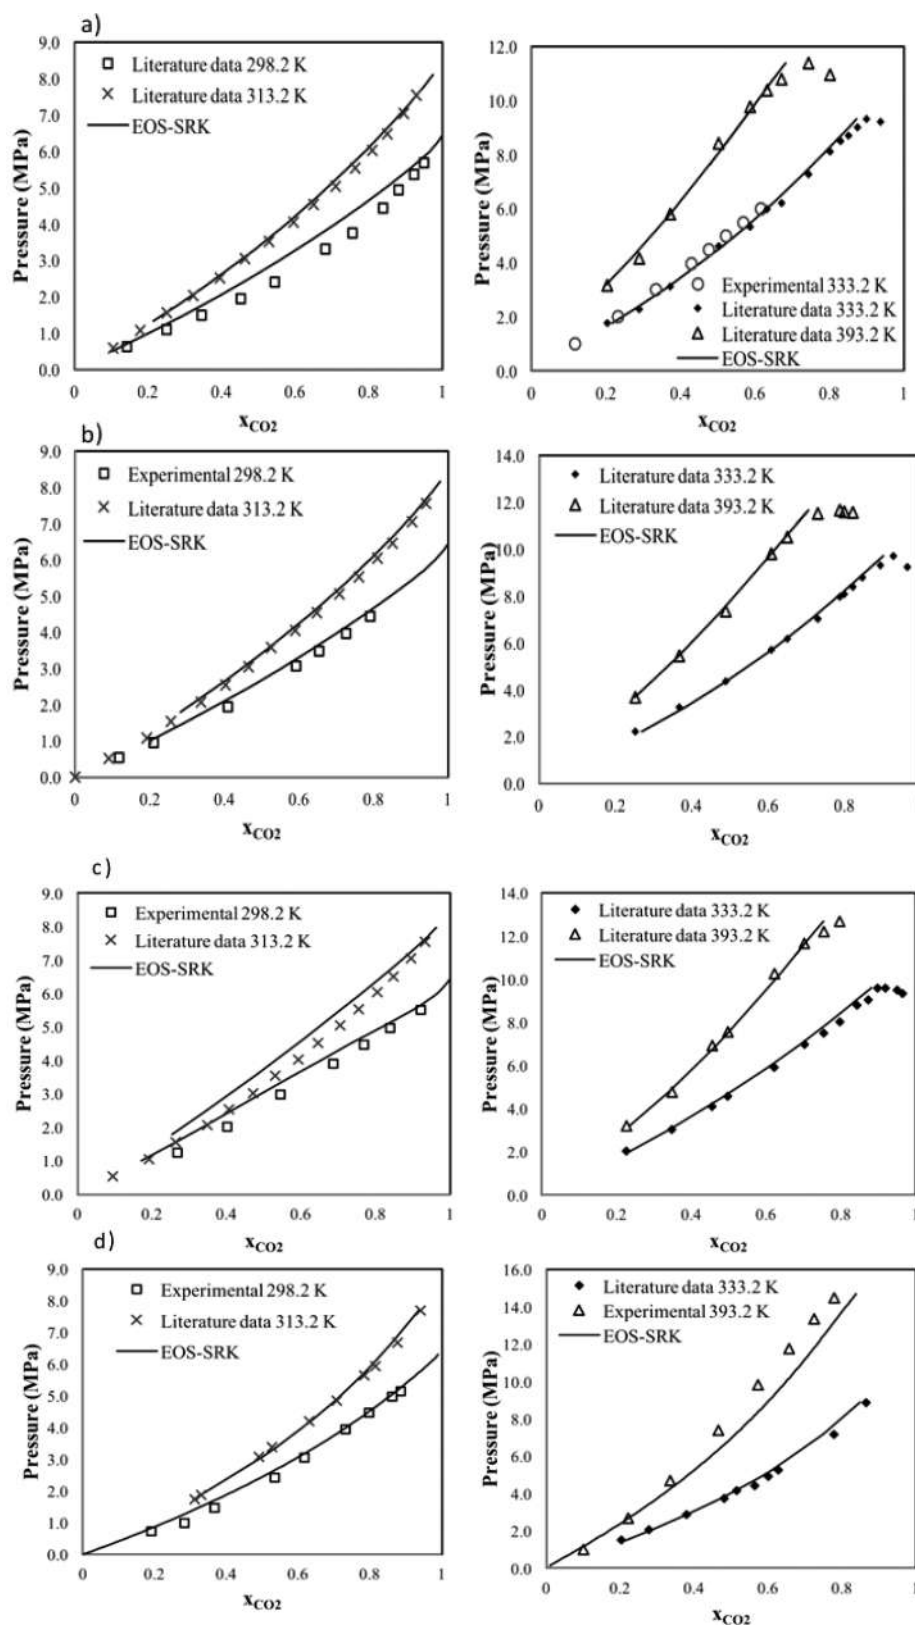 a)
9.0
8.0
7.0
6.0
5.0
4.0
3.0
2.0
1.0
0.0
Pressure (MPa)
Literature data 298.2 K
Literature data 313.2 K
EOS-SRK
0 0.2 0.4 0.6 0.8 1
xCO2
12.0
10.0
8.0
6.0
4.0
2.0
0.0
Pressure (MPa)
Experimental 333.2 K
Literature data 333.2 K
Literature data 393.2 K
EOS-SRK
0 0.2 0.4 0.6 0.8 1
xCO2
b)
9.0
8.0
7.0
6.0
5.0
4.0
3.0
2.0
1.0
0.0
Pressure (MPa)
Experimental 298.2 K
Literature data 313.2 K
EOS-SRK
0 0.2 0.4 0.6 0.8 1
xCO2
14.0
12.0
10.0
8.0
6.0
4.0
2.0
0.0
Pressure (MPa)
Literature data 333.2 K
Literature data 393.2 K
EOS-SRK
0 0.2 0.4 0.6 0.8
xCO2
c)
9.0
8.0
7.0
6.0
5.0
4.0
3.0
2.0
1.0
0.0
Pressure (MPa)
Experimental 298.2 K
Literature data 313.2 K
EOS-SRK
0 0.2 0.4 0.6 0.8 1
xCO2
14.0
12.0
10.0
8.0
6.0
4.0
2.0
0.0
Pressure (MPa)
Literature data 333.2 K
Literature data 393.2 K
EOS-SRK
0 0.2 0.4 0.6 0.8 1
xCO2
d)
9.0
8.0
7.0
6.0
5.0
4.0
3.0
2.0
1.0
0.0
Pressure (MPa)
Experimental 298.2 K
Literature data 313.2 K
EOS-SRK
0 0.2 0.4 0.6 0.8 1
xCO2
16.0
14.0
12.0
10.0
8.0
6.0
4.0
2.0
0.0
Pressure (MPa)
Literature data 333.2 K
Experimental 393.2 K
EOS-SRK
0 0.2 0.4 0.6 0.8 1
xCO2